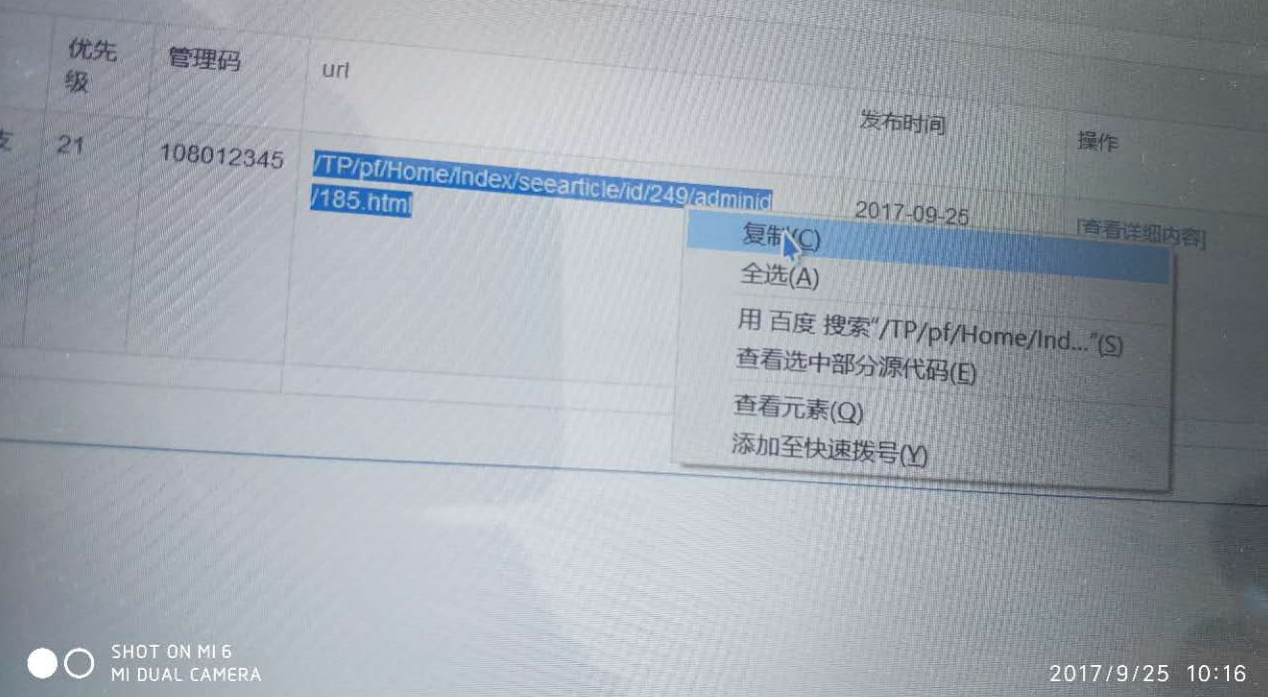 优先
级
管理码
url
发布时间
操作
支
21
108012345
/TP/pf/Home/Index/seearticle/id/249/adminid
/185.html
2017-09-25
[查看详细内容]
复制(C)
全选(A)
用 百度 搜索“/TP/pf/Home/Ind...”(S)
查看选中部分源代码(E)
查看元素(Q)
添加至快速拨号(Y)
SHOT ON MI 6
MI DUAL CAMERA
2017/9/25 10:16